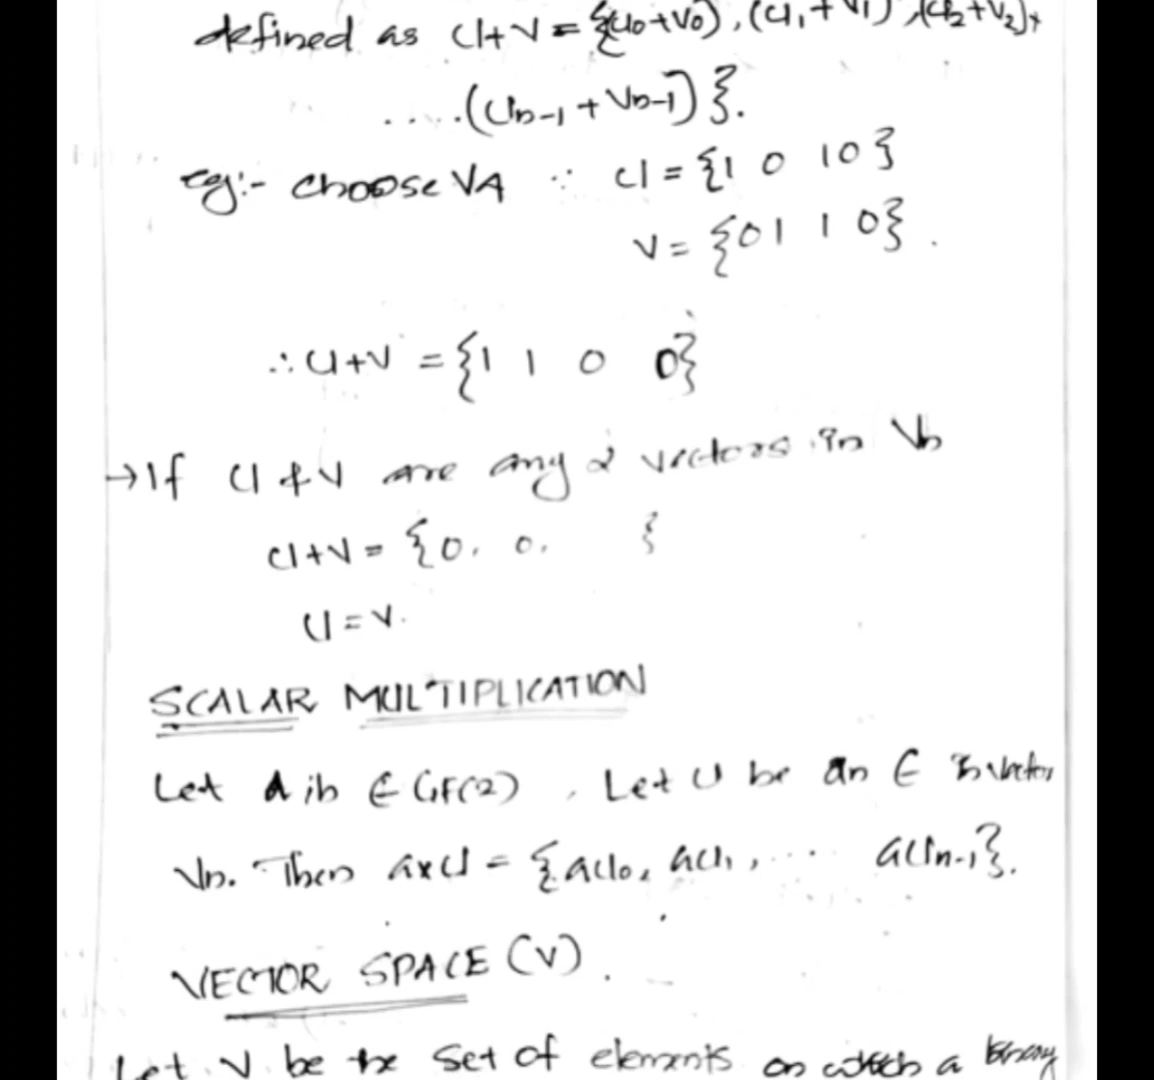 defined as U+V = {(U0+V0), (U1+V1), (U2+V2),+
.....(Un-1 + Vn-1)}.
eg:- choose V4 ∵ U = {1 0 1 0}
V = {0 1 1 0}.
∴ U+V = {1 1 0 0}
→ If U & V are any 2 vectors in Vn
U+V = {0. 0. }
U = V.
SCALAR MULTIPLICATION
Let a ib ∈ GF(2). Let U be an ∈ in vector
Vn. Then axU = {aU0, aU1, ... aUn-1}.
VECTOR SPACE (V).
Let V be the set of elements on which a binary